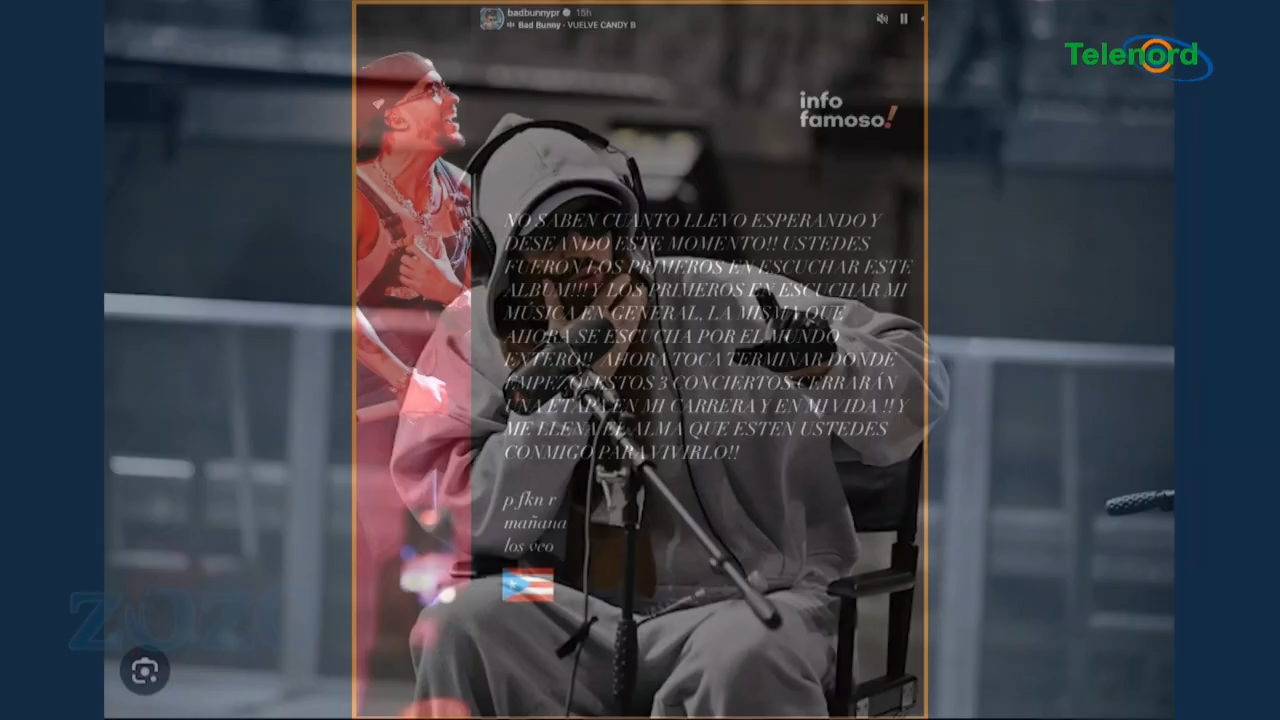 badbunnypr 15h
Bad Bunny · VUELVE CANDY B
Telenord
info
famoso!
NO SABEN CUANTO LLEVO ESPERANDO Y
DESEANDO ESTE MOMENTO!! USTEDES
FUERON LOS PRIMEROS EN ESCUCHAR ESTE
ALBUM!!! Y LOS PRIMEROS EN ESCUCHAR MI
MÚSICA EN GENERAL, LA MISMA QUE
AHORA SE ESCUCHA POR EL MUNDO
ENTERO!! AHORA TOCA TERMINAR DONDE
EMPEZÓ! ESTOS 3 CONCIERTOS CERRARÁN
UNA ETAPA EN MI CARRERA Y EN MI VIDA !! Y
ME LLENA EL ALMA QUE ESTEN USTEDES
CONMIGO PARA VIVIRLO!!
p fkn r
mañana
los veo